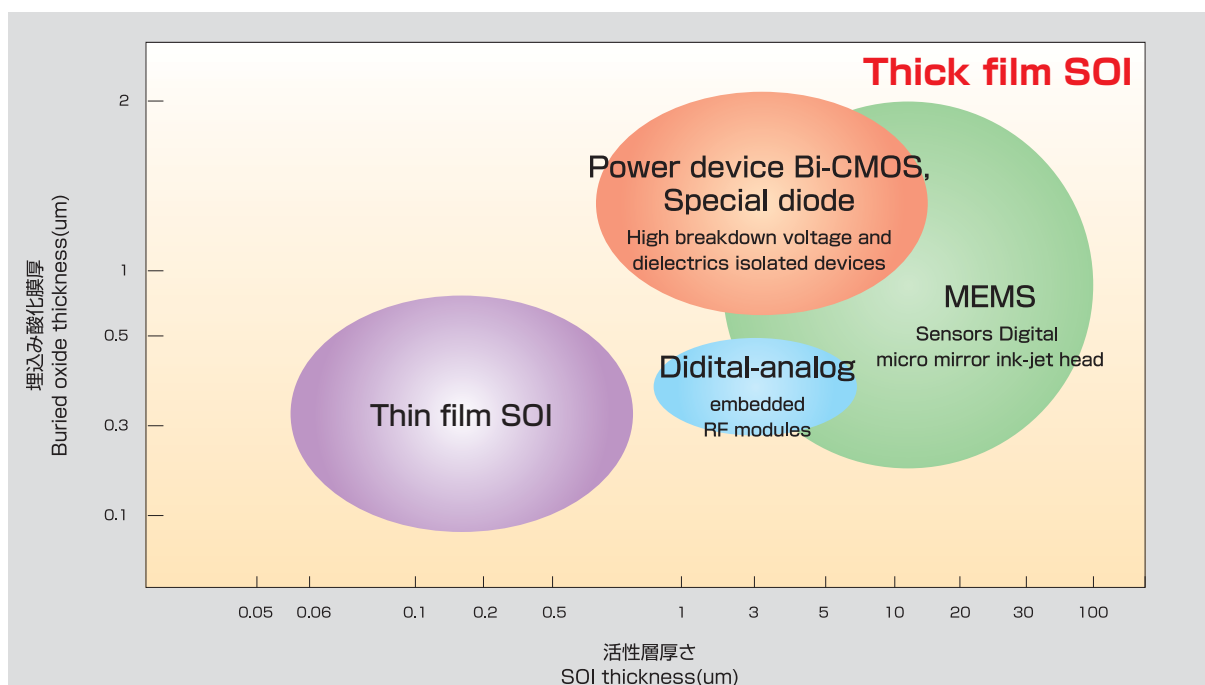 Thick film SOI
2
1
0.5
0.3
0.1
埋込み酸化膜厚
Buried oxide thickness(um)
Power device Bi-CMOS,
Special diode
High breakdown voltage and
dielectrics isolated devices
MEMS
Sensors Digital
micro mirror ink-jet head
Didital-analog
embedded
RF modules
Thin film SOI
0.05 0.06 0.1 0.2 0.5 1 3 5 10 20 30 100
活性層厚さ
SOI thickness(um)